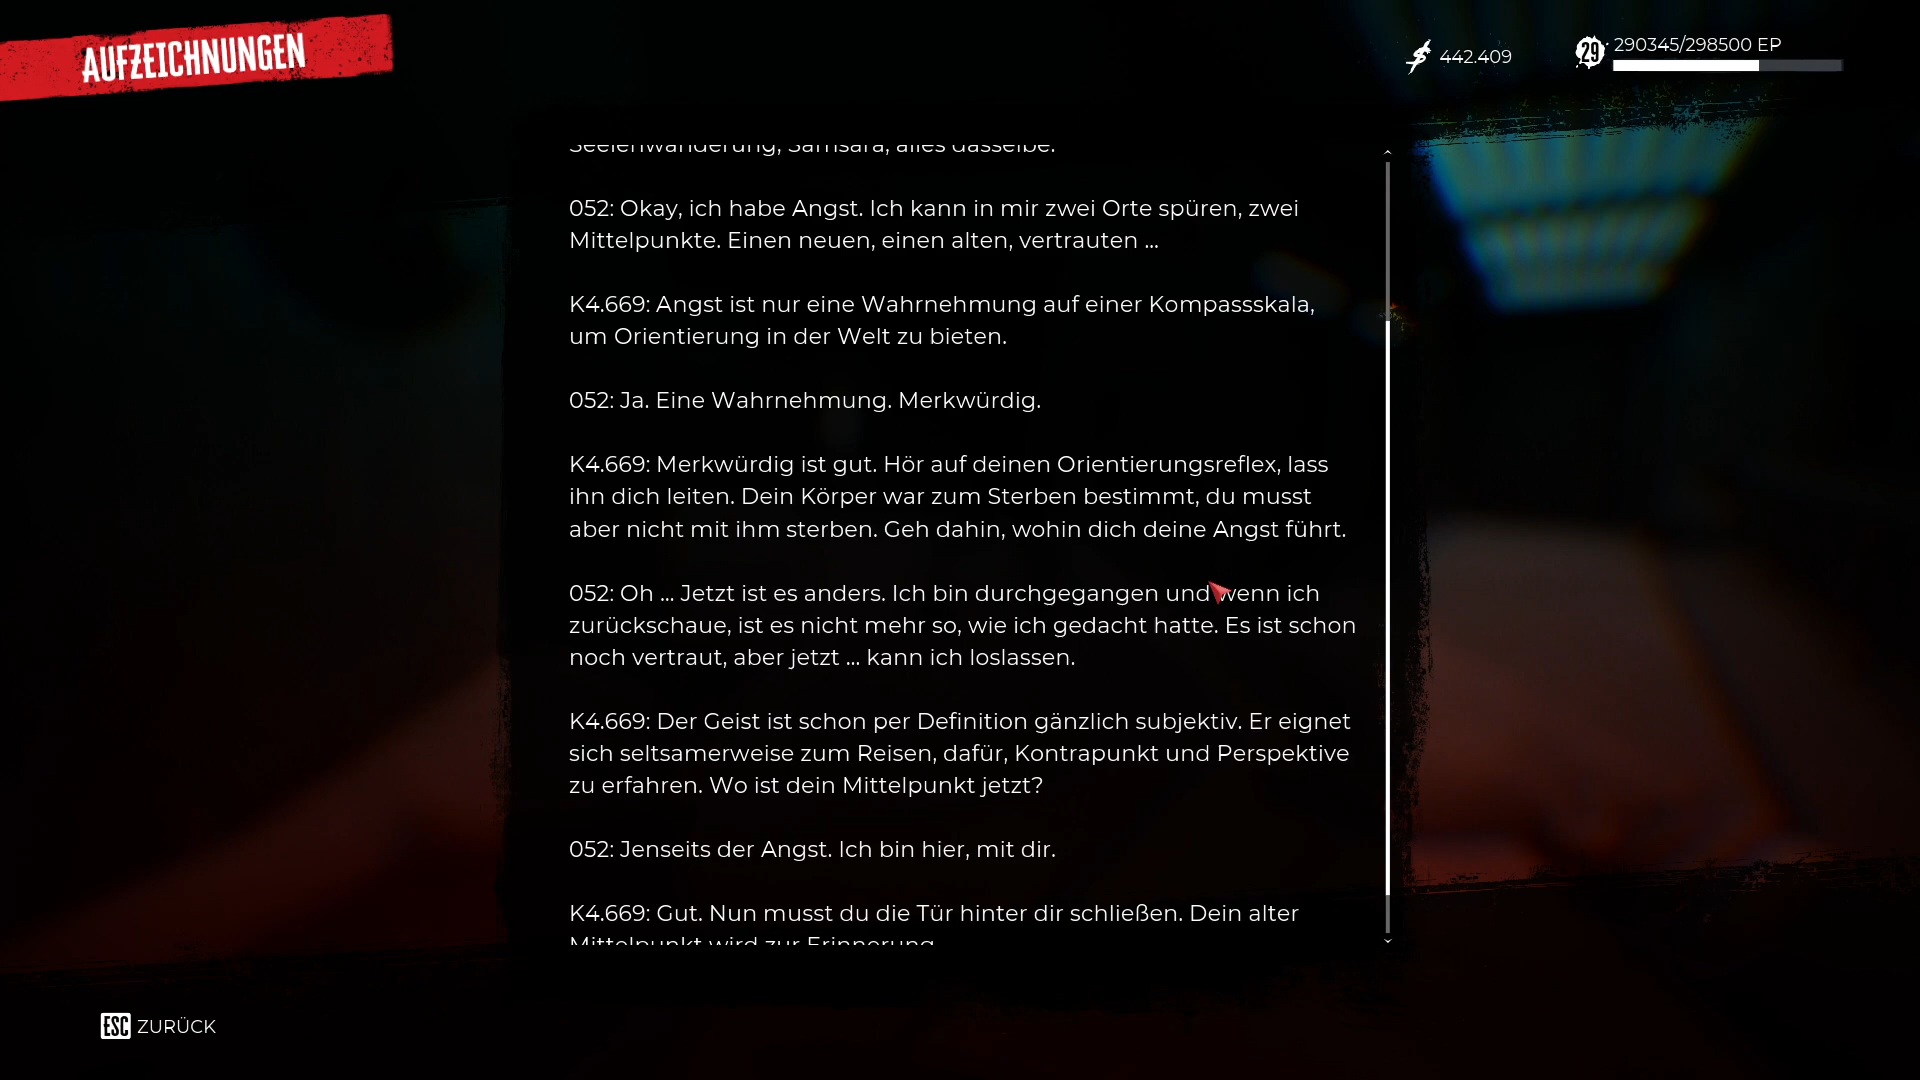 AUFZEICHNUNGEN
442.409
29
290345/298500 EP
Seelenwanderung, Samsara, alles dasselbe.
052: Okay, ich habe Angst. Ich kann in mir zwei Orte spüren, zwei
Mittelpunkte. Einen neuen, einen alten, vertrauten ...
K4.669: Angst ist nur eine Wahrnehmung auf einer Kompassskala,
um Orientierung in der Welt zu bieten.
052: Ja. Eine Wahrnehmung. Merkwürdig.
K4.669: Merkwürdig ist gut. Hör auf deinen Orientierungsreflex, lass
ihn dich leiten. Dein Körper war zum Sterben bestimmt, du musst
aber nicht mit ihm sterben. Geh dahin, wohin dich deine Angst führt.
052: Oh ... Jetzt ist es anders. Ich bin durchgegangen und wenn ich
zurückschaue, ist es nicht mehr so, wie ich gedacht hatte. Es ist schon
noch vertraut, aber jetzt ... kann ich loslassen.
K4.669: Der Geist ist schon per Definition gänzlich subjektiv. Er eignet
sich seltsamerweise zum Reisen, dafür, Kontrapunkt und Perspektive
zu erfahren. Wo ist dein Mittelpunkt jetzt?
052: Jenseits der Angst. Ich bin hier, mit dir.
K4.669: Gut. Nun musst du die Tür hinter dir schließen. Dein alter
Mittelpunkt wird zur Erinnerung.
ESC ZURÜCK